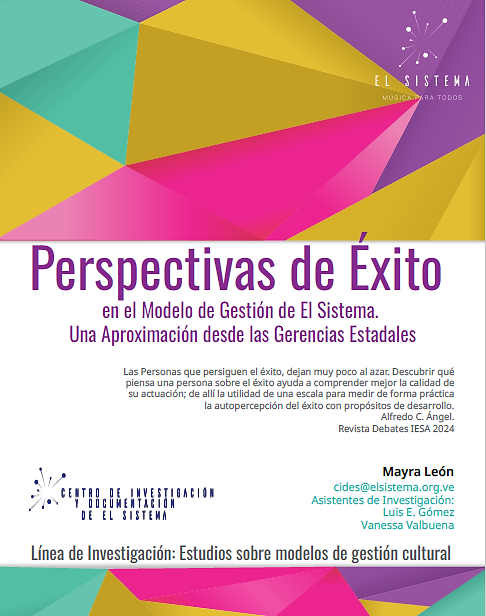 EL SISTEMA
MÚSICA PARA TODOS
Perspectivas de Éxito
en el Modelo de Gestión de El Sistema.
Una Aproximación desde las Gerencias Estadales
Las Personas que persiguen el éxito, dejan muy poco al azar. Descubrir qué
piensa una persona sobre el éxito ayuda a comprender mejor la calidad de
su actuación; de allí la utilidad de una escala para medir de forma práctica
la autopercepción del éxito con propósitos de desarrollo.
Alfredo C. Ángel.
Revista Debates IESA 2024
Mayra León
cides@elsistema.org.ve
Asistentes de Investigación:
Luis E. Gómez
Vanessa Valbuena
CENTRO DE INVESTIGACIÓN
Y DOCUMENTACIÓN
DE EL SISTEMA
Línea de Investigación: Estudios sobre modelos de gestión cultural